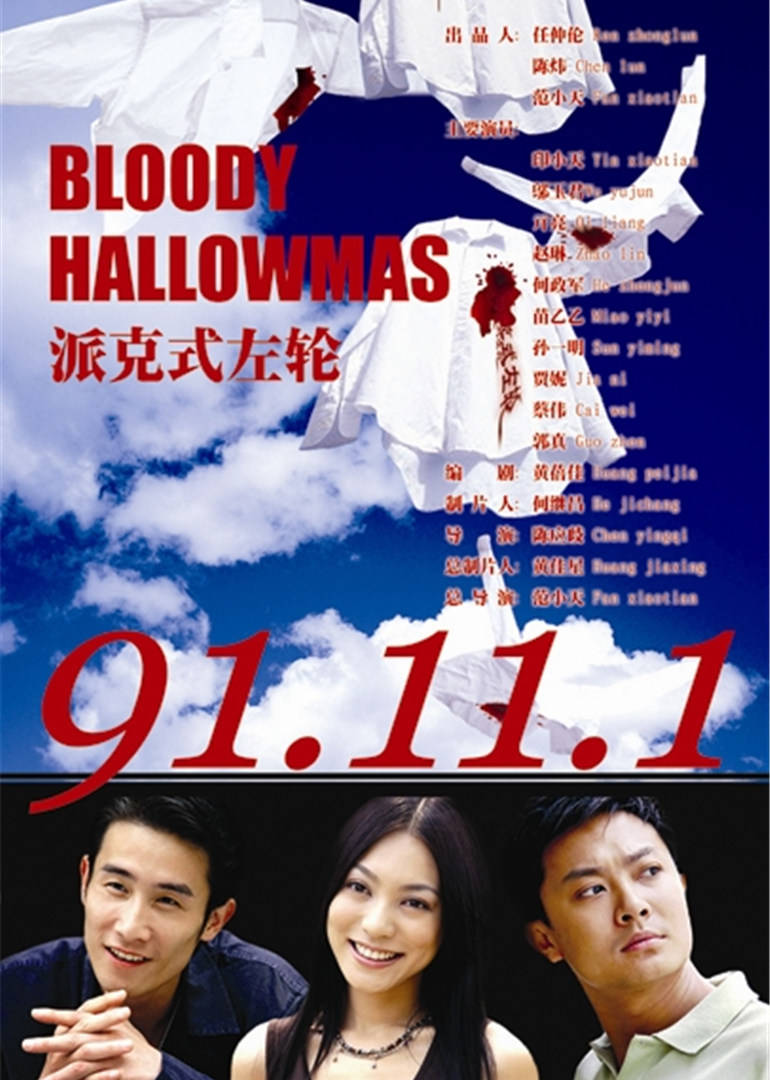 出 品 人: 任仲伦 Ren zhonglun
陈炜 Chen lun
范小天 Fan xiaotian
主要演员:
印小天 Yin xiaotian
邬玉君 Wu yujun
亓亮 Qi liang
赵琳 Zhao lin
何政军 He zhengjun
苗乙乙 Miao yiyi
孙一明 Sun yiming
贾妮 Jia ni
蔡伟 Cai wei
郭真 Guo zhen
编 剧: 黄蓓佳 Huang peijia
制 片 人: 何继昌 He jichang
导 演: 陈应歧 Chen yingqi
总制片人: 黄佳星 Huang jiaxing
总 导 演: 范小天 Fan xiaotian
BLOODY
HALLOWMAS
派克式左轮
式左轮
91.11.1